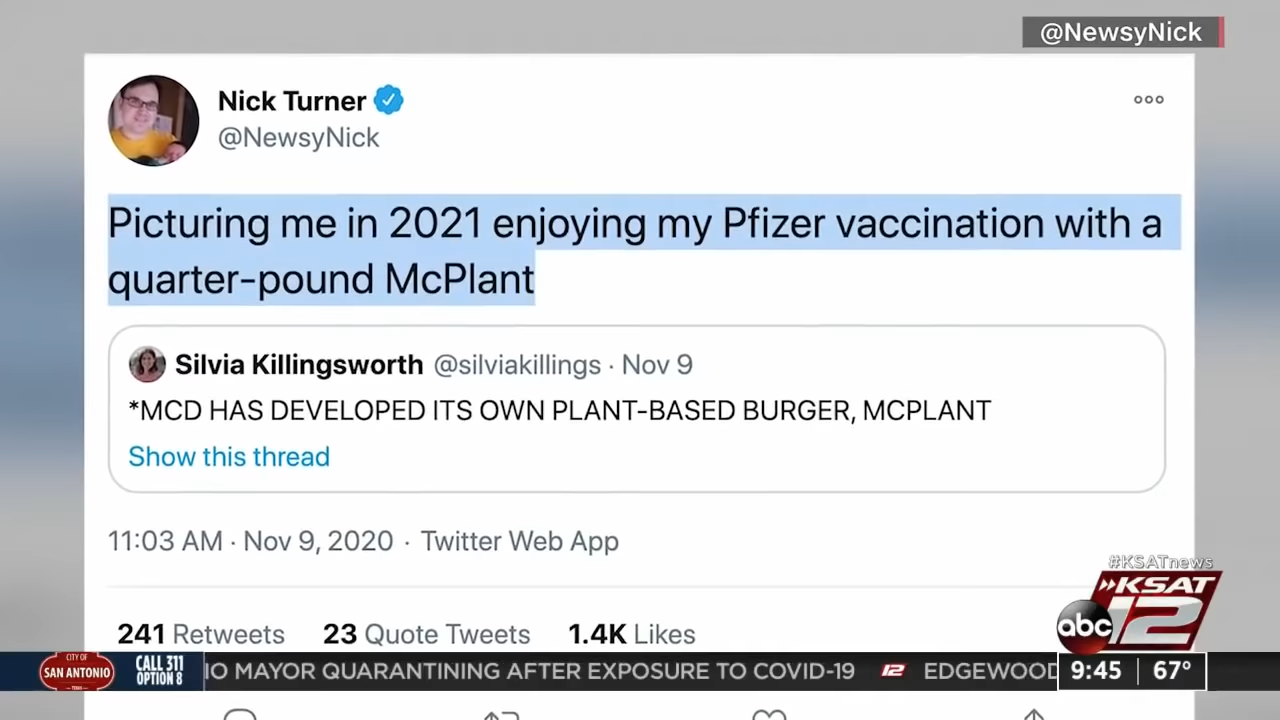 @NewsyNick
Nick Turner
@NewsyNick
Picturing me in 2021 enjoying my Pfizer vaccination with a
quarter-pound McPlant
Silvia Killingsworth @silviakillings · Nov 9
*MCD HAS DEVELOPED ITS OWN PLANT-BASED BURGER, MCPLANT
Show this thread
11:03 AM · Nov 9, 2020 · Twitter Web App
241 Retweets 23 Quote Tweets 1.4K Likes
#KSATnews
KSAT
abc 12
CITY OF
SAN ANTONIO
TEXAS
CALL 311
OPTION 8
IO MAYOR QUARANTINING AFTER EXPOSURE TO COVID-19 12 EDGEWOOD
9:45 67°